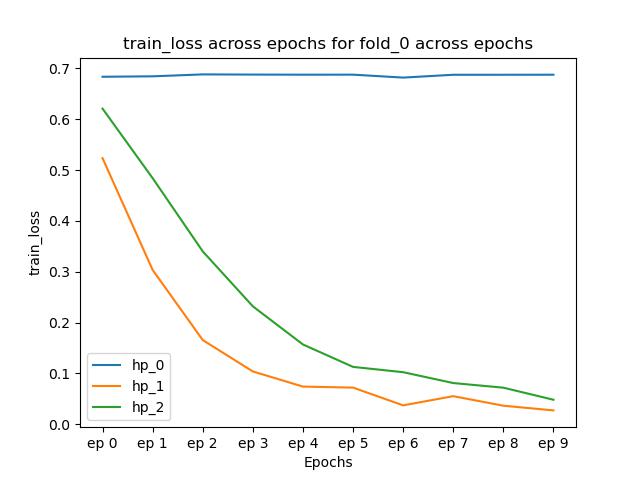 train_loss across epochs for fold_0 across epochs
0.7
0.6
0.5
0.4
0.3
0.2
0.1
0.0
train_loss
hp_0
hp_1
hp_2
ep 0 ep 1 ep 2 ep 3 ep 4 ep 5 ep 6 ep 7 ep 8 ep 9
Epochs